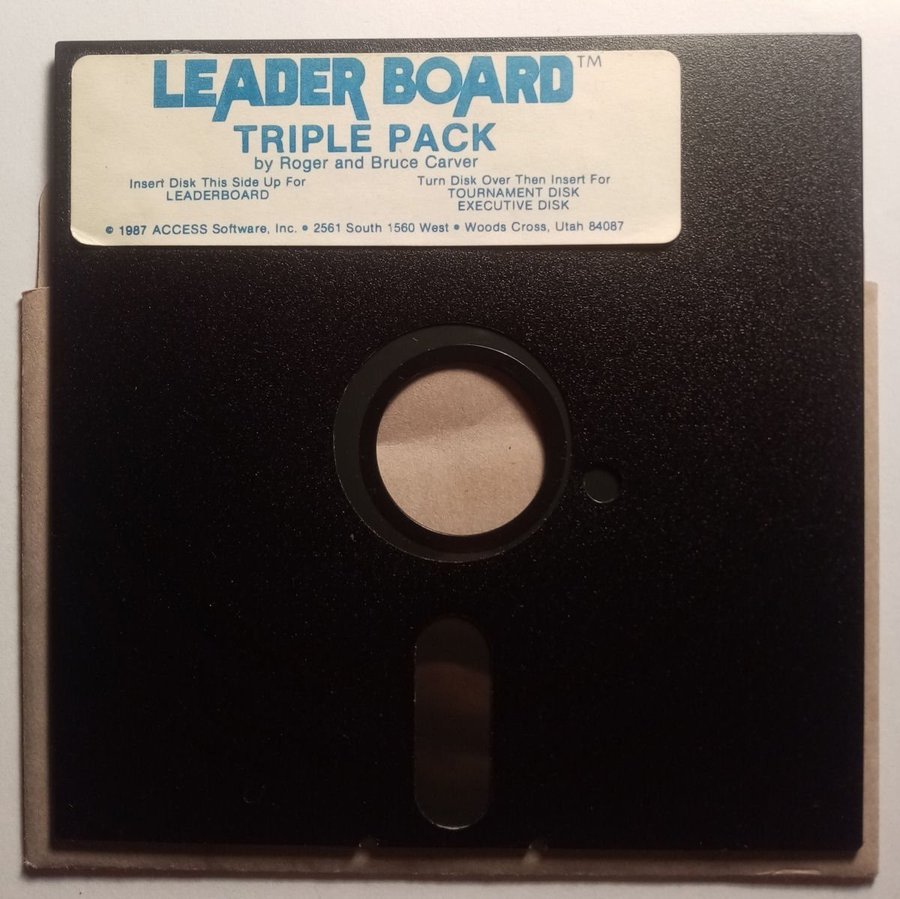 LEADER BOARD™
TRIPLE PACK
by Roger and Bruce Carver
Insert Disk This Side Up For
LEADERBOARD
Turn Disk Over Then Insert For
TOURNAMENT DISK
EXECUTIVE DISK
© 1987 ACCESS Software, Inc. • 2561 South 1560 West • Woods Cross, Utah 84087